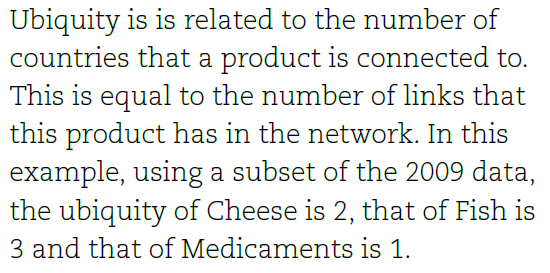 Ubiquity is is related to the number of
countries that a product is connected to.
This is equal to the number of links that
this product has in the network. In this
example, using a subset of the 2009 data,
the ubiquity of Cheese is 2, that of Fish is
3 and that of Medicaments is 1.